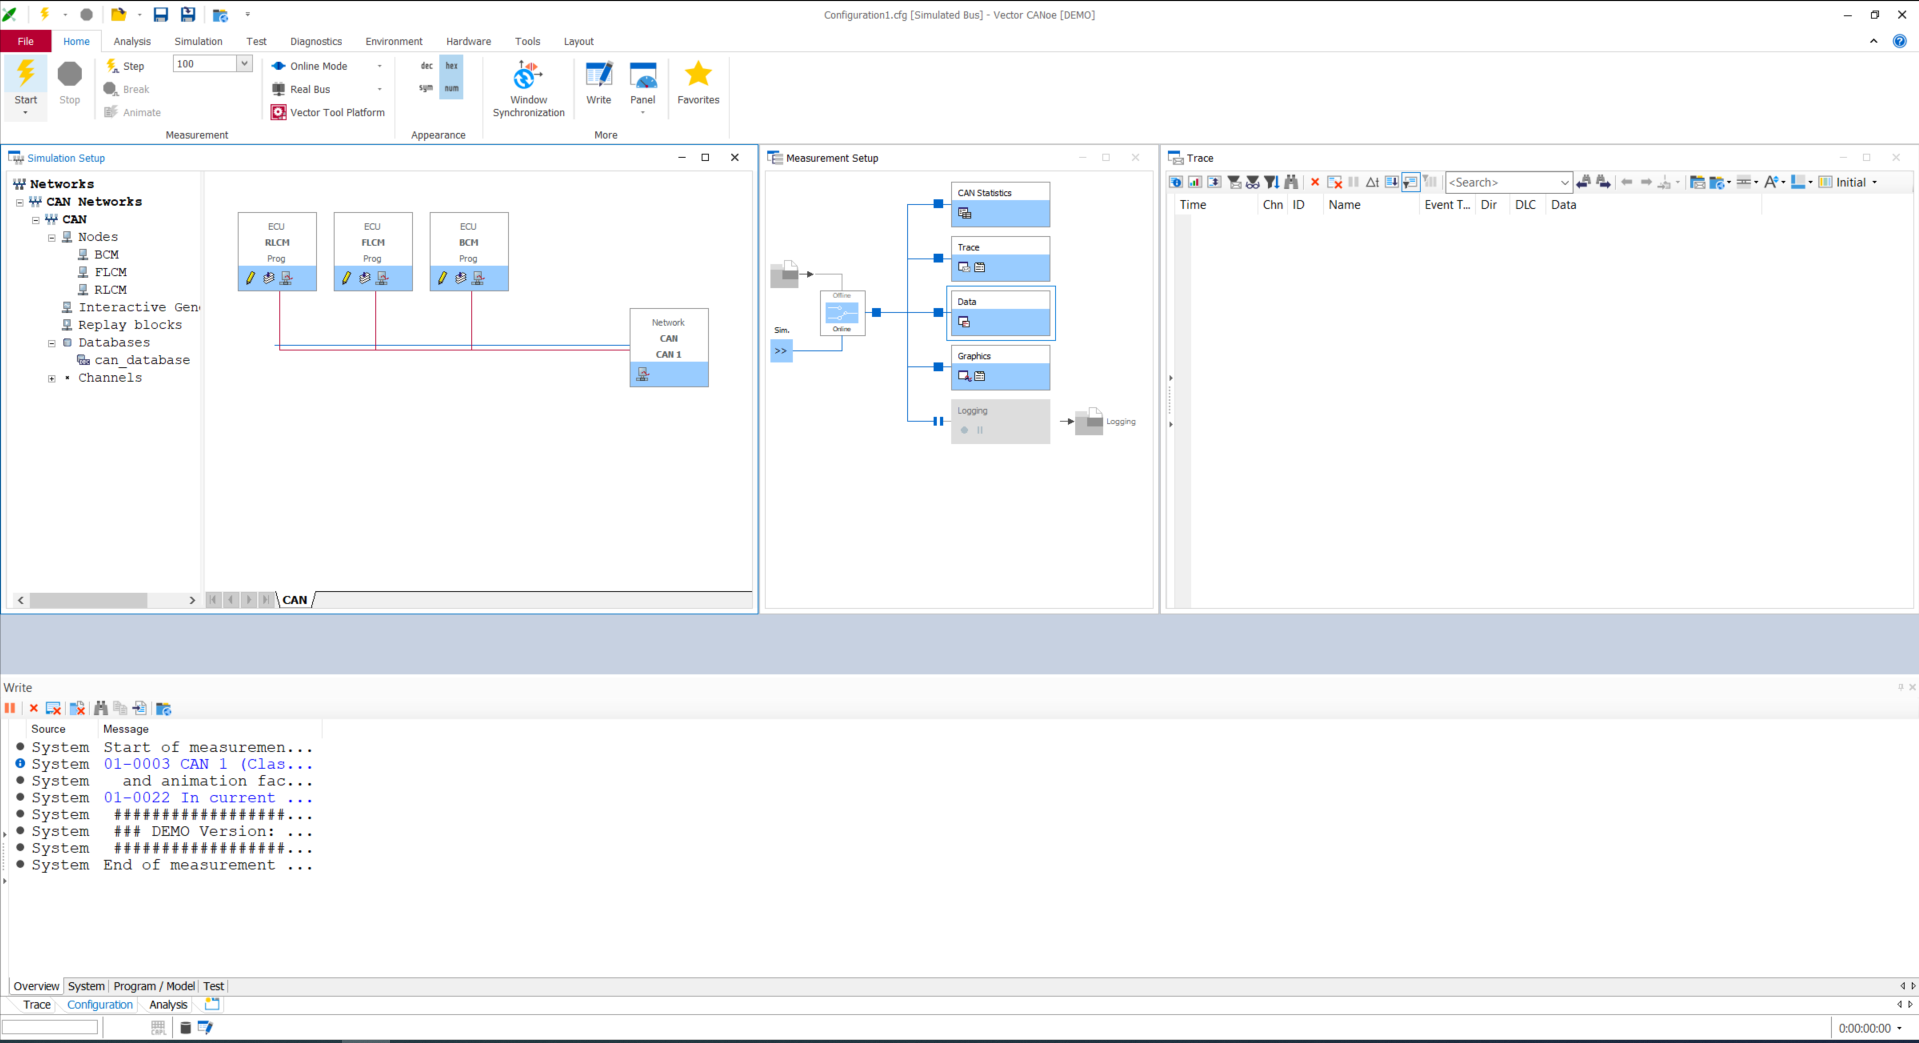 Configuration1.cfg [Simulated Bus] - Vector CANoe [DEMO]
File Home Analysis Simulation Test Diagnostics Environment Hardware Tools Layout
Start
Stop
Step
Break
Animate
100
Online Mode
Real Bus
Vector Tool Platform
Measurement
dec hex
sym num
Appearance
Window
Synchronization
Write
Panel
More
Favorites
Simulation Setup
Networks
CAN Networks
CAN
Nodes
BCM
FLCM
RLCM
Interactive Gen
Replay blocks
Databases
can_database
Channels
ECU
RLCM
Prog
ECU
FLCM
Prog
ECU
BCM
Prog
Network
CAN
CAN 1
CAN
Measurement Setup
CAN Statistics
Trace
Data
Graphics
Logging
Logging
Offline
Online
Sim.
>>
Trace
Δt
<Search>
Initial
Time Chn ID Name Event T... Dir DLC Data
Write
Source Message
System Start of measuremen...
System 01-0003 CAN 1 (Clas...
System and animation fac...
System 01-0022 In current ...
System ##################...
System ### DEMO Version: ...
System ##################...
System End of measurement ...
Overview System Program / Model Test
Trace Configuration Analysis
CAPL
0:00:00:00